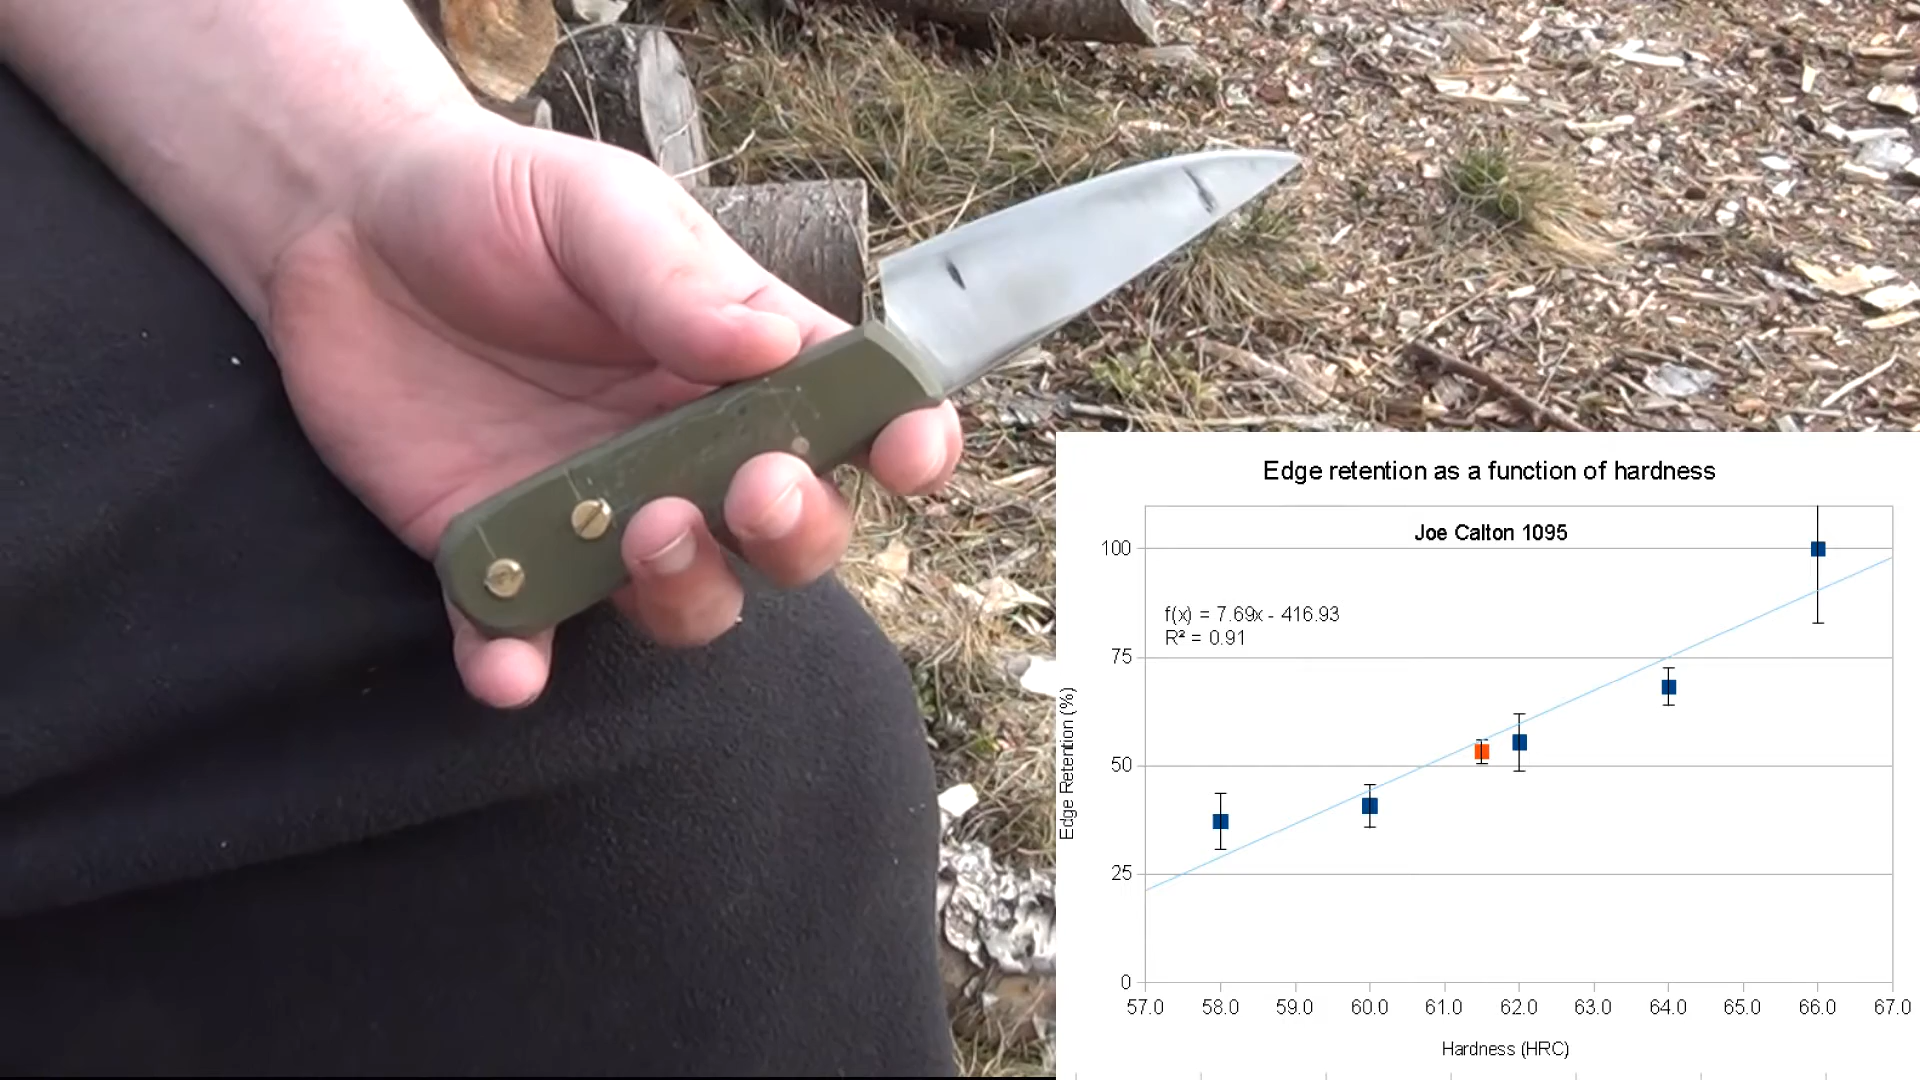 Edge retention as a function of hardness
Joe Calton 1095
f(x) = 7.69x - 416.93
R² = 0.91
100
75
50
25
0
Edge Retention (%)
57.0 58.0 59.0 60.0 61.0 62.0 63.0 64.0 65.0 66.0 67.0
Hardness (HRC)